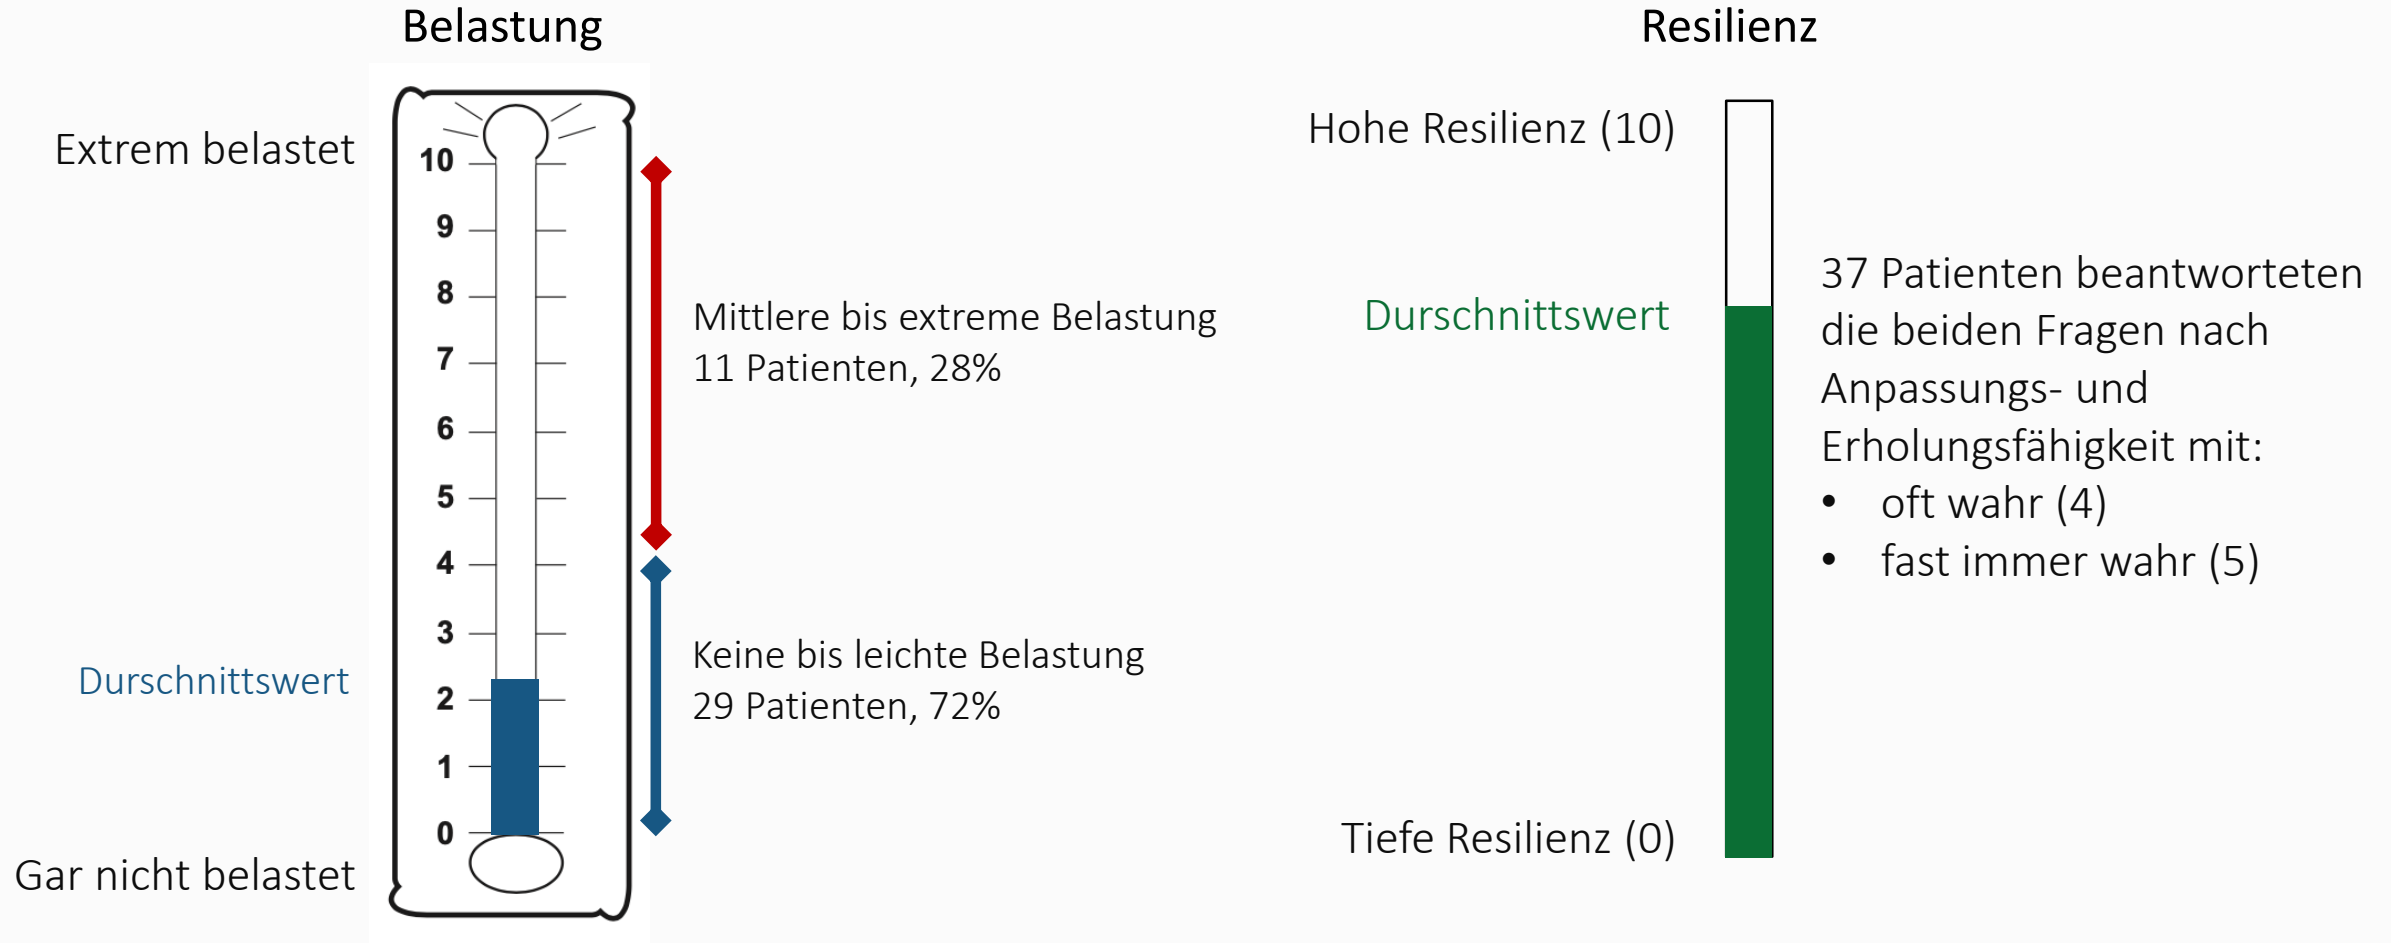 Belastung
Extrem belastet
10
9
8
7
6
5
4
3
2
1
0
Durschnittswert
Gar nicht belastet
Mittlere bis extreme Belastung
11 Patienten, 28%
Keine bis leichte Belastung
29 Patienten, 72%
Resilienz
Hohe Resilienz (10)
Durschnittswert
Tiefe Resilienz (0)
37 Patienten beantworteten
die beiden Fragen nach
Anpassungs- und
Erholungsfähigkeit mit:
• oft wahr (4)
• fast immer wahr (5)